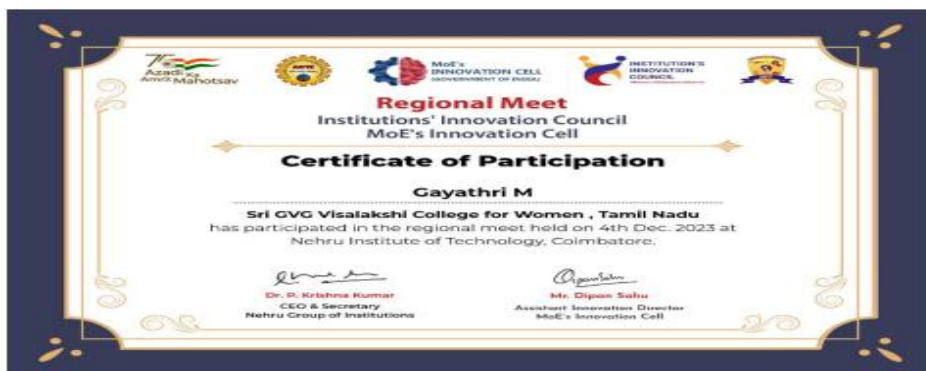 Azadi Ka
Amrit Mahotsav
MoE's
INNOVATION CELL
(GOVERNMENT OF INDIA)
INSTITUTION'S
INNOVATION
COUNCIL
Regional Meet
Institutions' Innovation Council
MoE's Innovation Cell
Certificate of Participation
Gayathri M
Sri GVG Visalakshi College for Women , Tamil Nadu
has participated in the regional meet held on 4th Dec. 2023 at
Nehru Institute of Technology, Coimbatore.
Dr. P. Krishna Kumar
CEO & Secretary
Nehru Group of Institutions
Mr. Dipan Sahu
Assistant Innovation Director
MoE's Innovation Cell